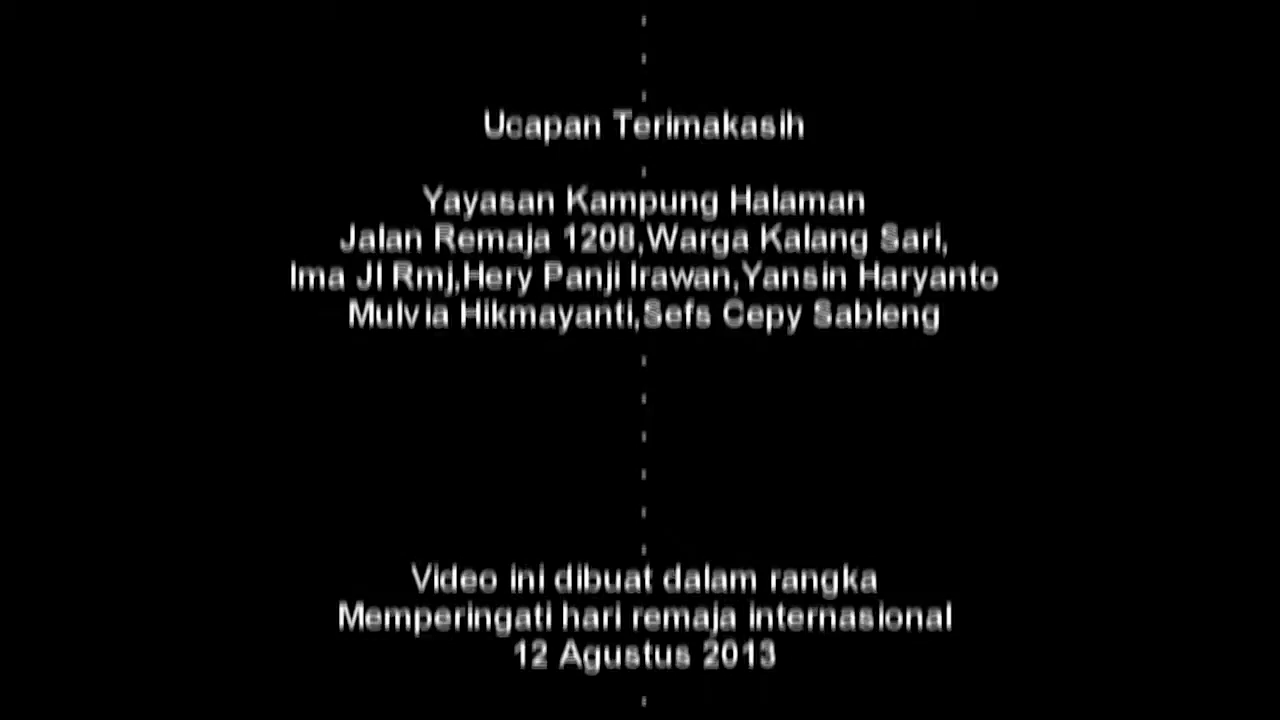 Ucapan Terimakasih
Yayasan Kampung Halaman
Jalan Remaja 1208,Warga Kalang Sari,
Ima Jl Rmj,Hery Panji Irawan,Yansin Haryanto
Mulvia Hikmayanti,Sefs Cepy Sableng
Video ini dibuat dalam rangka
Memperingati hari remaja internasional
12 Agustus 2013